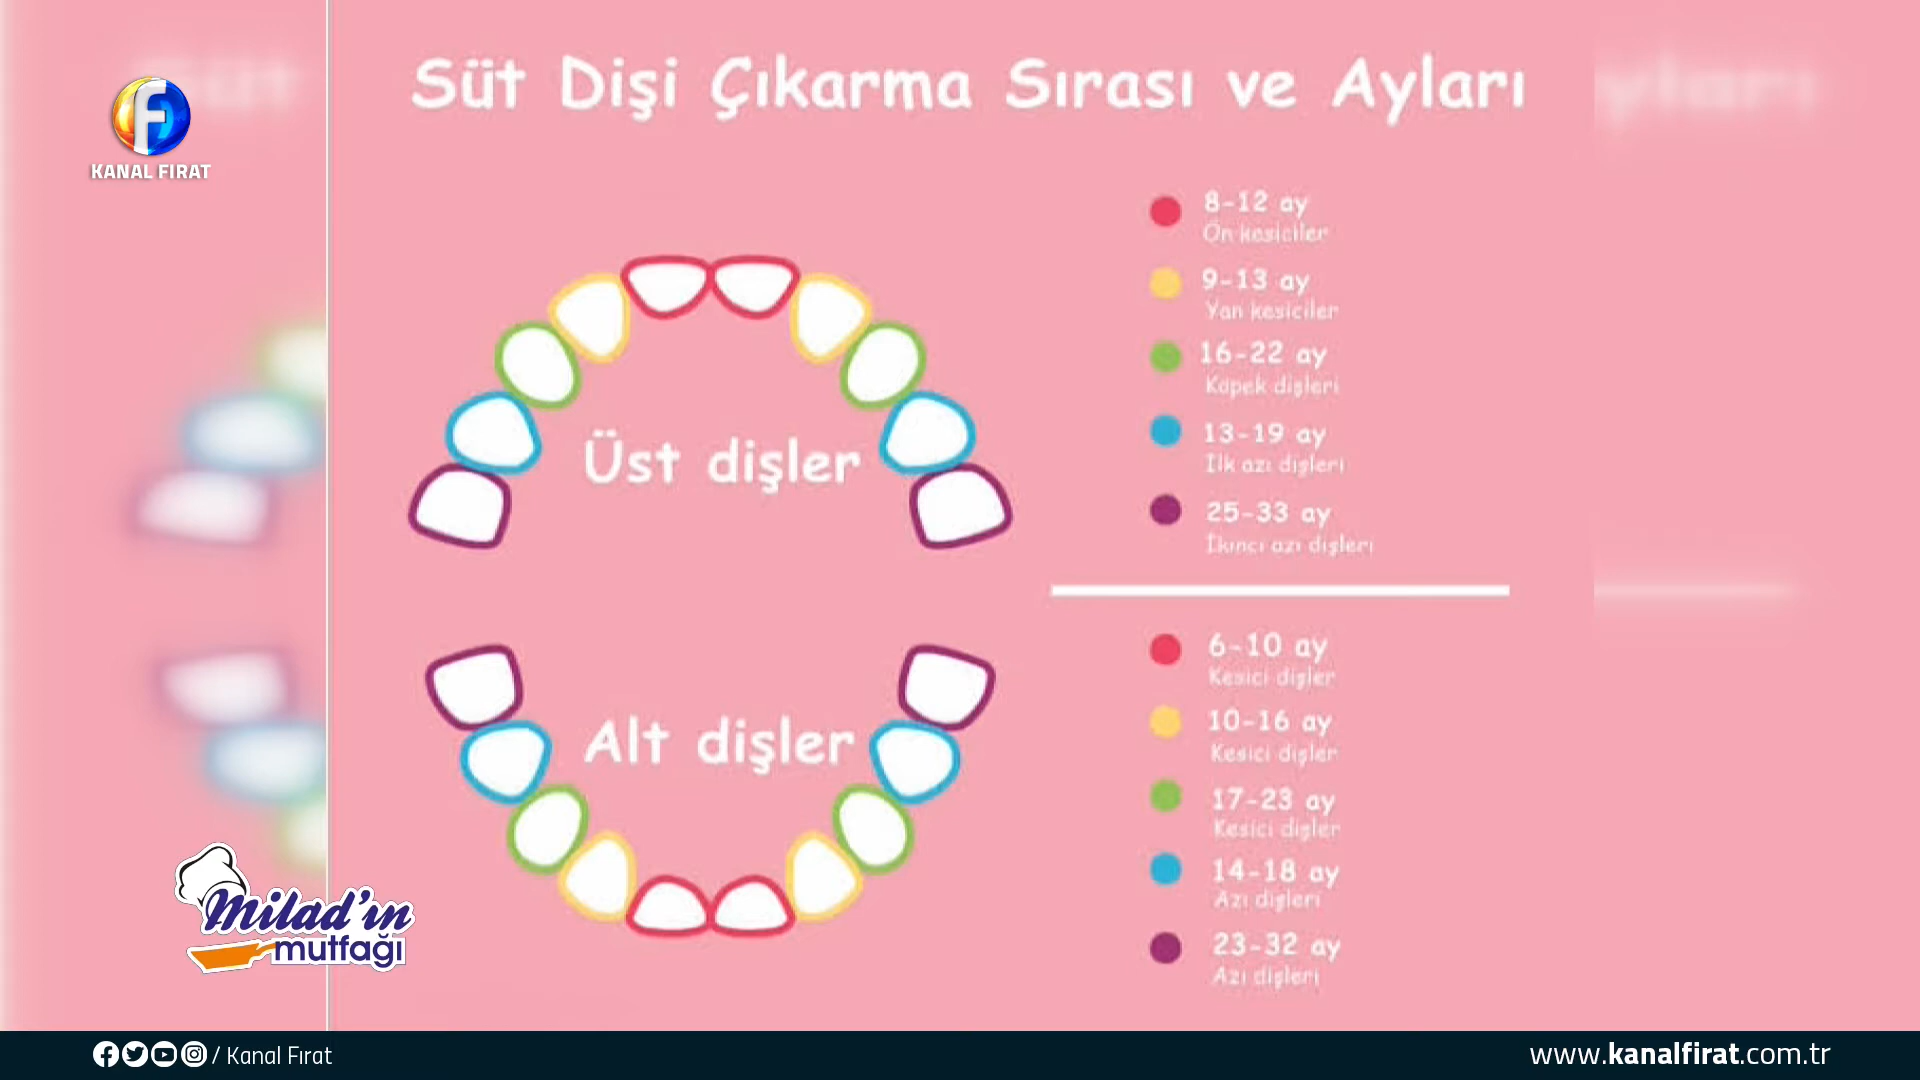 Süt Dişi Çıkarma Sırası ve Ayları
F
KANAL FIRAT
8-12 ay
Ön kesiciler
9-13 ay
Yan kesiciler
16-22 ay
Köpek dişleri
13-19 ay
İlk azı dişleri
25-33 ay
İkinci azı dişleri
Üst dişler
6-10 ay
Kesici dişler
10-16 ay
Kesici dişler
17-23 ay
Kesici dişler
14-18 ay
Azı dişleri
23-32 ay
Azı dişleri
Alt dişler
Milad'ın
mutfağı
/ Kanal Fırat
www.kanalfirat.com.tr